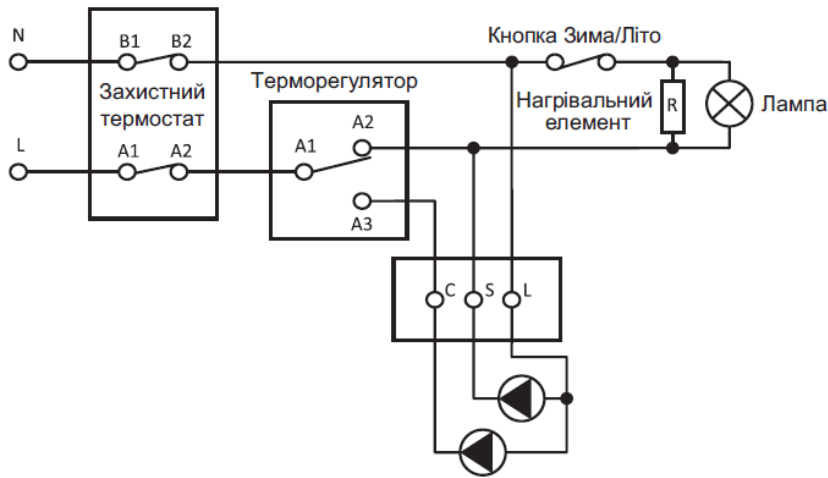 N
B1 B2
Кнопка Зима/Літо
Захистний
термостат
Терморегулятор
Нагрівальний
елемент
R
Лампа
L
A1 A2
A1
A2
A3
C S L